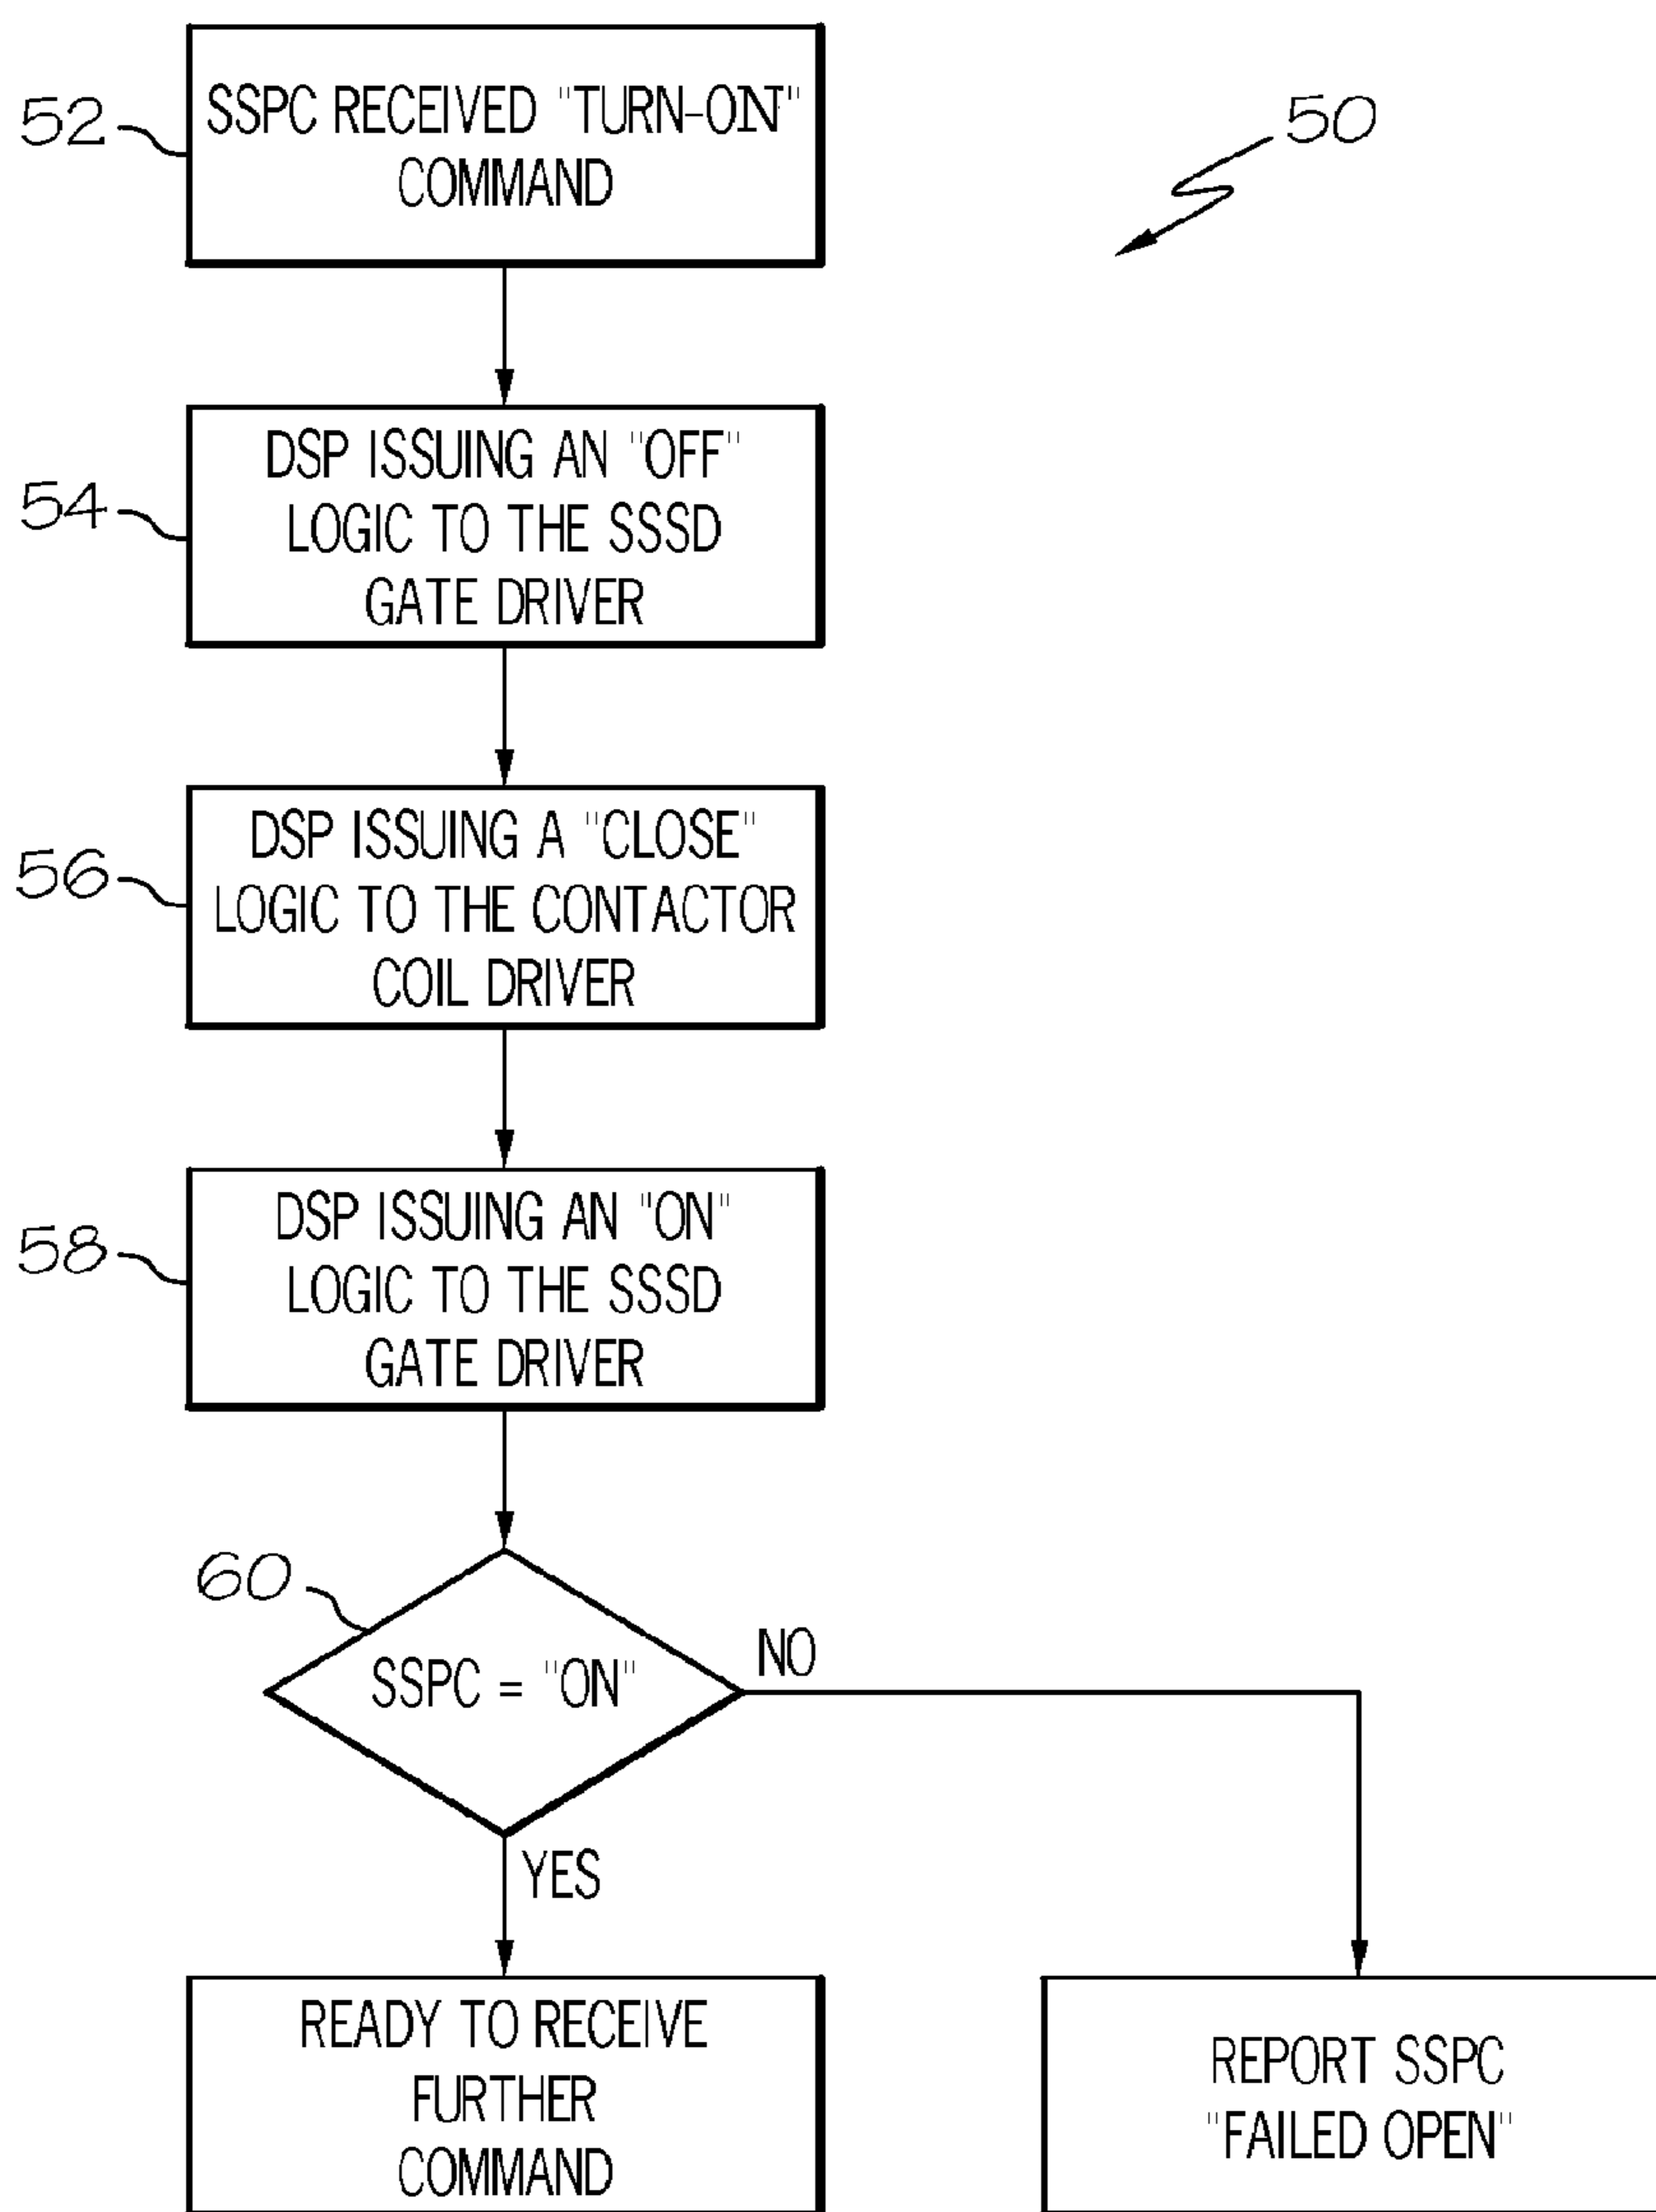 52
SSPC RECEIVED "TURN-ON"
COMMAND
50
54
DSP ISSUING AN "OFF"
LOGIC TO THE SSSD
GATE DRIVER
56
DSP ISSUING A "CLOSE"
LOGIC TO THE CONTACTOR
COIL DRIVER
58
DSP ISSUING AN "ON"
LOGIC TO THE SSSD
GATE DRIVER
60
SSPC = "ON"
NO
YES
READY TO RECEIVE
FURTHER
COMMAND
REPORT SSPC
"FAILED OPEN"